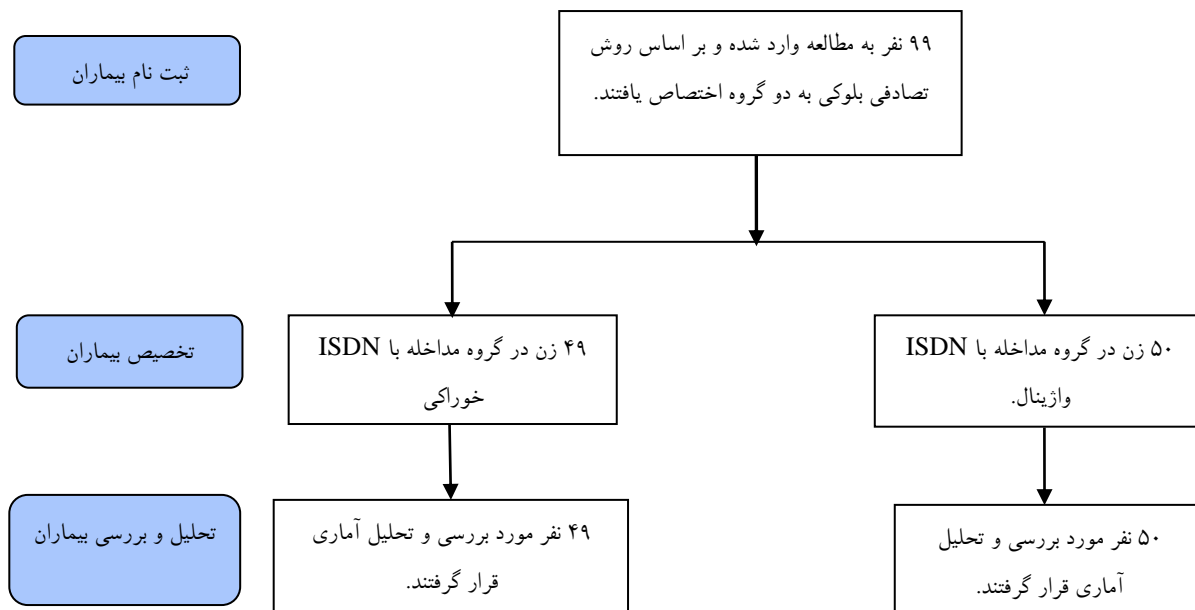 ثبت نام بیماران
۹۹ نفر به مطالعه وارد شده و بر اساس روش
تصادفی بلوکی به دو گروه اختصاص یافتند.
تخصیص بیماران
۵۰ زن در گروه مداخله با ISDN
واژینال.
۴۹ زن در گروه مداخله با ISDN
خوراکی
تحلیل و بررسی بیماران
۵۰ نفر مورد بررسی و تحلیل
آماری قرار گرفتند.
۴۹ نفر مورد بررسی و تحلیل آماری
قرار گرفتند.